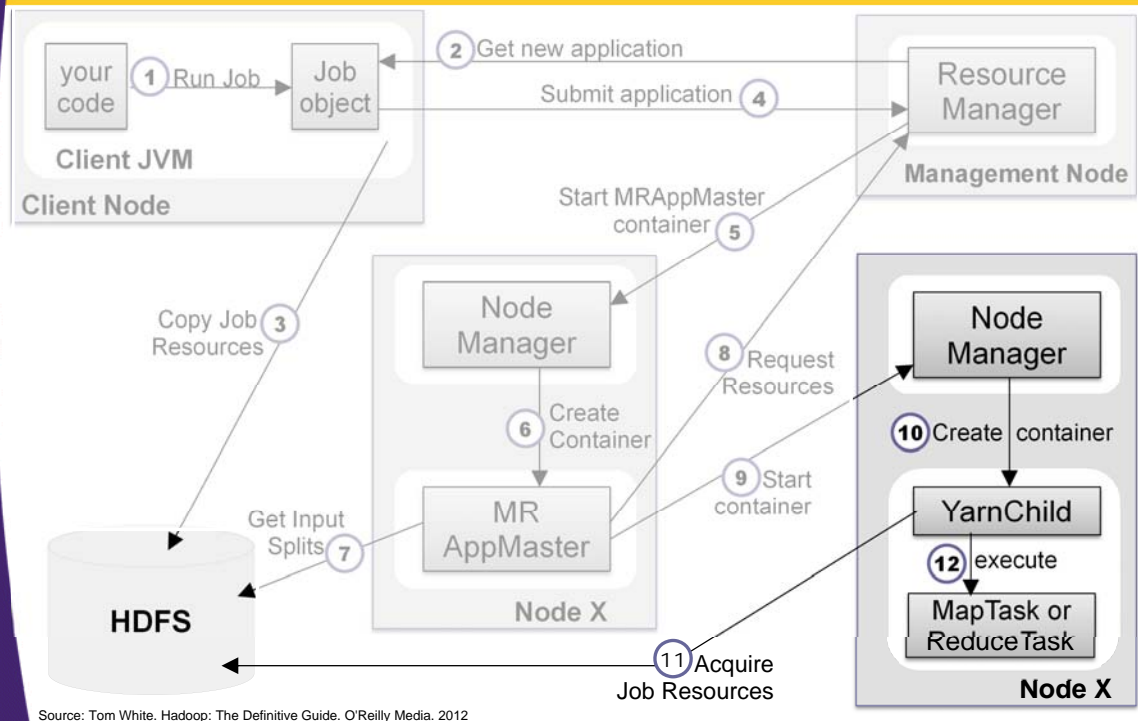 your
code
1 Run Job
Job
object
Client JVM
Client Node
2 Get new application
Submit application 4
Resource
Manager
Management Node
Start MRAppMaster
container 5
Copy Job 3
Resources
Node
Manager
6 Create
Container
MR
AppMaster
Node X
Get Input
Splits 7
HDFS
8 Request
Resources
9 Start
container
Node
Manager
10 Create container
YarnChild
12 execute
MapTask or
ReduceTask
Node X
11 Acquire
Job Resources
Source: Tom White. Hadoop: The Definitive Guide. O'Reilly Media. 2012